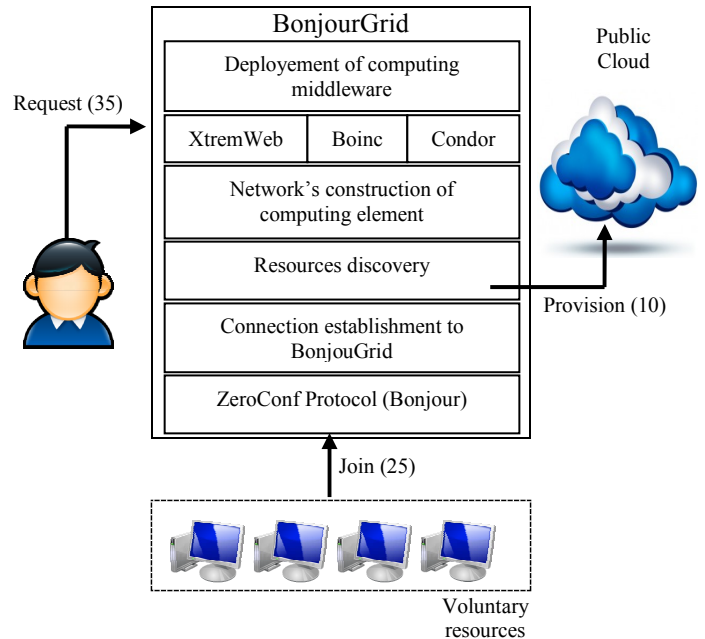 BonjourGrid
Deployement of computing
middleware
Public
Cloud
Request (35)
XtremWeb
Boinc
Condor
Network's construction of
computing element
Resources discovery
Provision (10)
Connection establishment to
BonjouGrid
ZeroConf Protocol (Bonjour)
Join (25)
Voluntary
resources